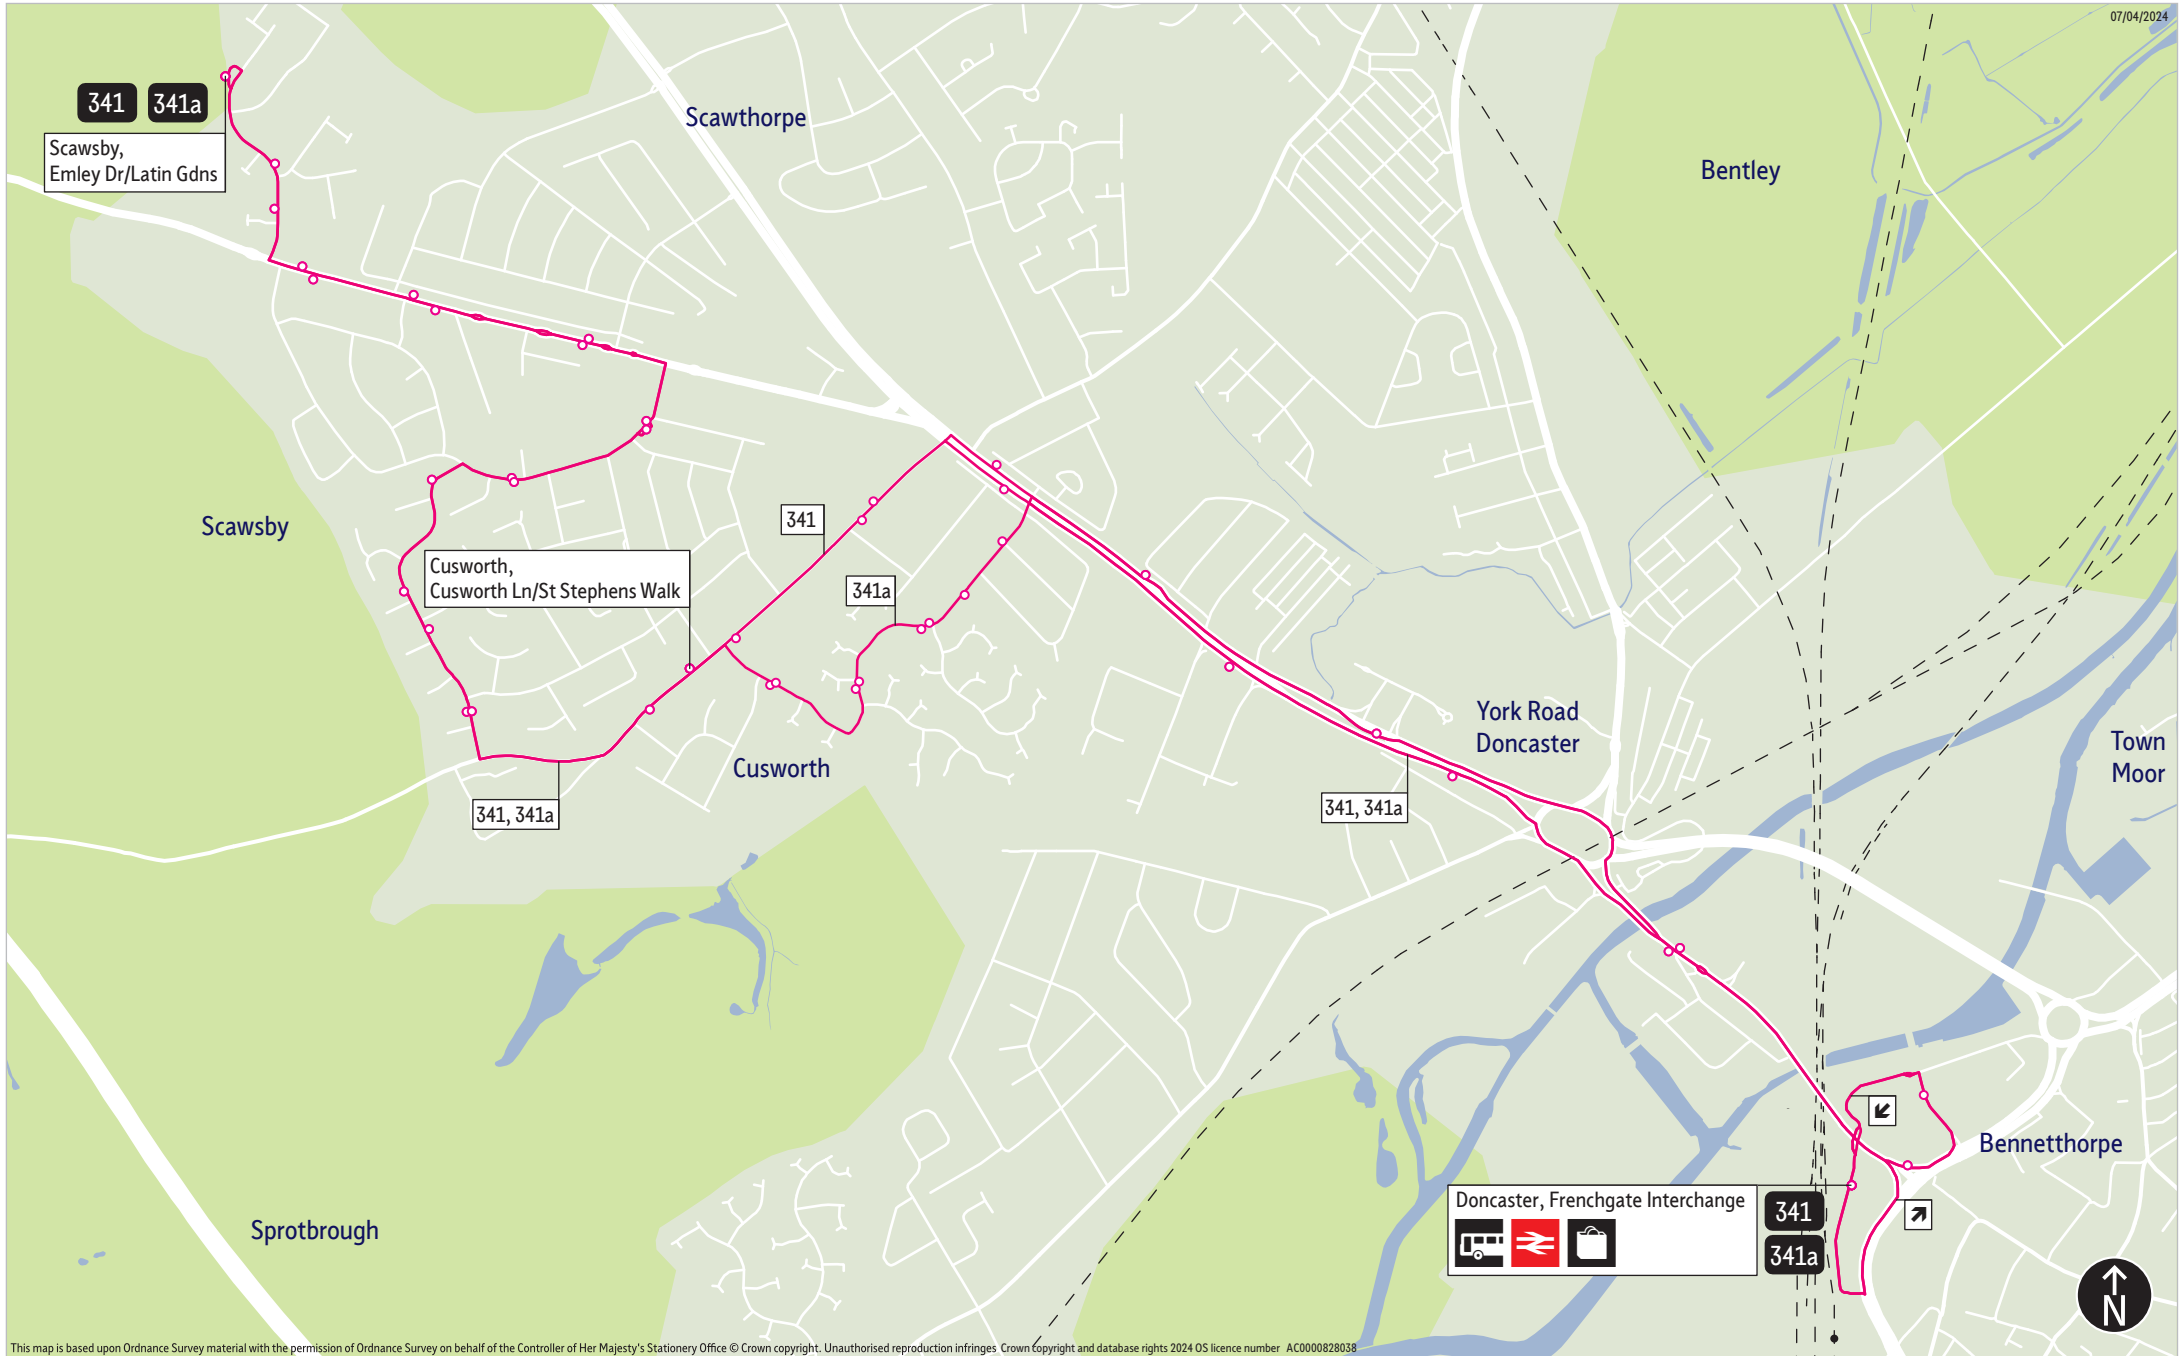 07/04/2024
341 341a
Scawsby,
Emley Dr/Latin Gdns
Scawthorpe
Bentley
Scawsby
341
Cusworth,
Cusworth Ln/St Stephens Walk
341a
York Road
Doncaster
Town
Moor
Cusworth
341, 341a
341, 341a
Bennetthorpe
Doncaster, Frenchgate Interchange
341
341a
Sprotbrough
N
This map is based upon Ordnance Survey material with the permission of Ordnance Survey on behalf of the Controller of Her Majesty's Stationery Office © Crown copyright. Unauthorised reproduction infringes Crown copyright and database rights 2024 OS licence number AC0000828038